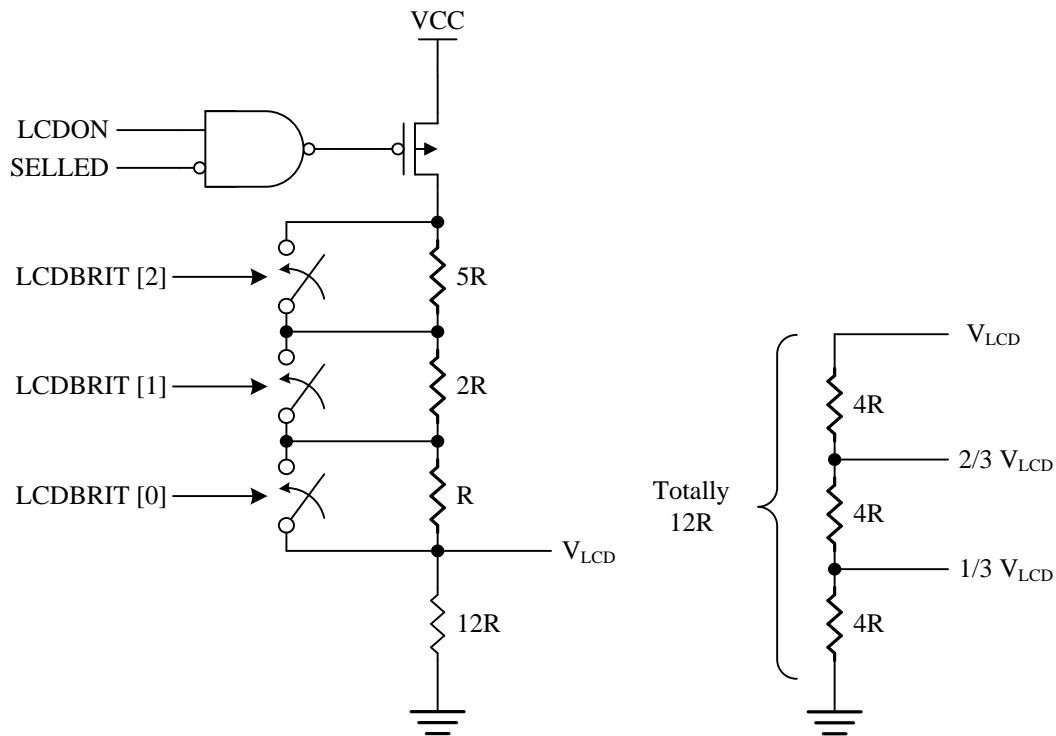 VCC
LCDON
SELLED
LCDBRIT [2]
5R
LCDBRIT [1]
2R
LCDBRIT [0]
R
VLCD
12R
VLCD
4R
2/3 VLCD
Totally
12R
4R
1/3 VLCD
4R